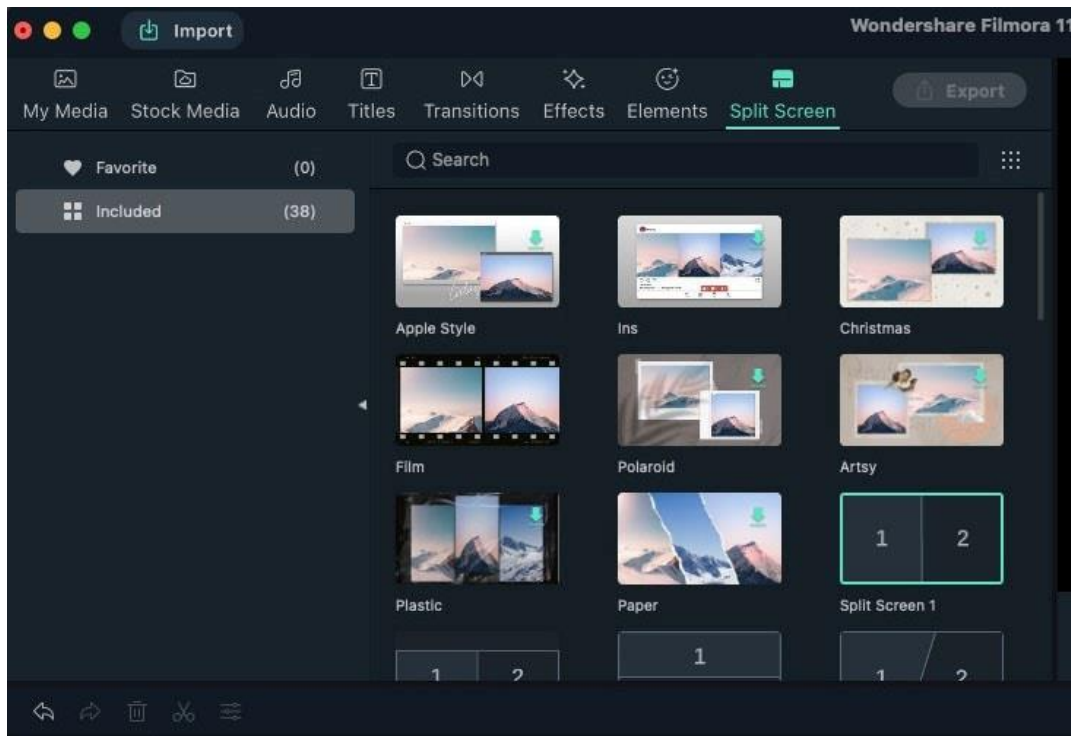 Import
Wondershare Filmora 11
My Media Stock Media Audio Titles Transitions Effects Elements Split Screen Export
Favorite (0)
Included (38)
Search
Apple Style Ins Christmas
Film Polaroid Artsy
1 2
Plastic Paper Split Screen 1
1 2 1 1 2